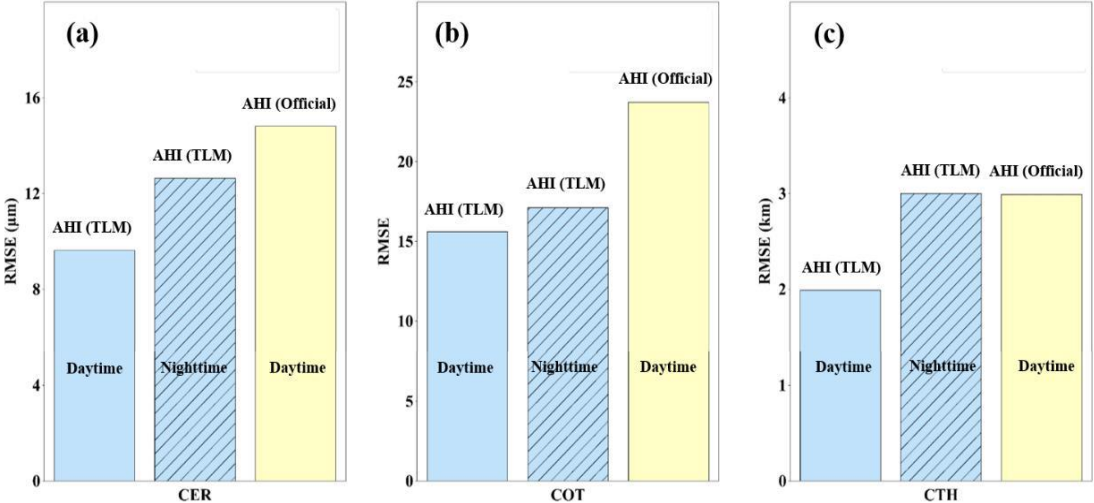 (a)
RMSE (μm)
16
12
8
4
0
AHI (TLM)
AHI (TLM)
AHI (Official)
Daytime
Nighttime
Daytime
CER
(b)
RMSE
25
20
15
10
5
0
AHI (TLM)
AHI (TLM)
AHI (Official)
Daytime
Nighttime
Daytime
COT
(c)
RMSE (km)
4
3
2
1
0
AHI (TLM)
AHI (TLM)
AHI (Official)
Daytime
Nighttime
Daytime
CTH